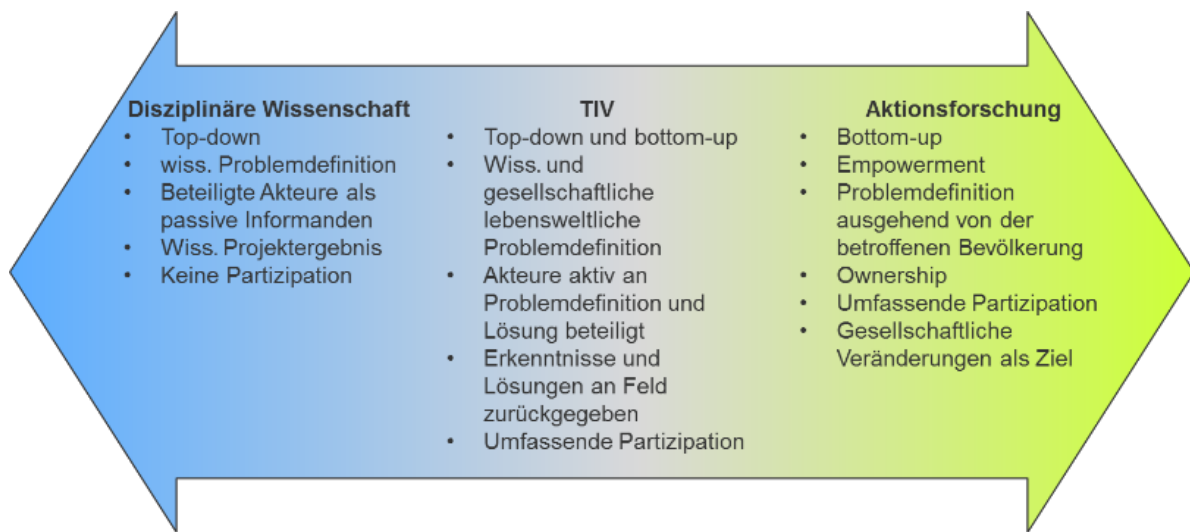 Disziplinäre Wissenschaft
• Top-down
• wiss. Problemdefinition
• Beteiligte Akteure als
passive Informanden
• Wiss. Projektergebnis
• Keine Partizipation
TIV
• Top-down und bottom-up
• Wiss. und
gesellschaftliche
lebensweltliche
Problemdefinition
• Akteure aktiv an
Problemdefinition und
Lösung beteiligt
• Erkenntnisse und
Lösungen an Feld
zurückgegeben
• Umfassende Partizipation
Aktionsforschung
• Bottom-up
• Empowerment
• Problemdefinition
ausgehend von der
betroffenen Bevölkerung
• Ownership
• Umfassende Partizipation
• Gesellschaftliche
Veränderungen als Ziel